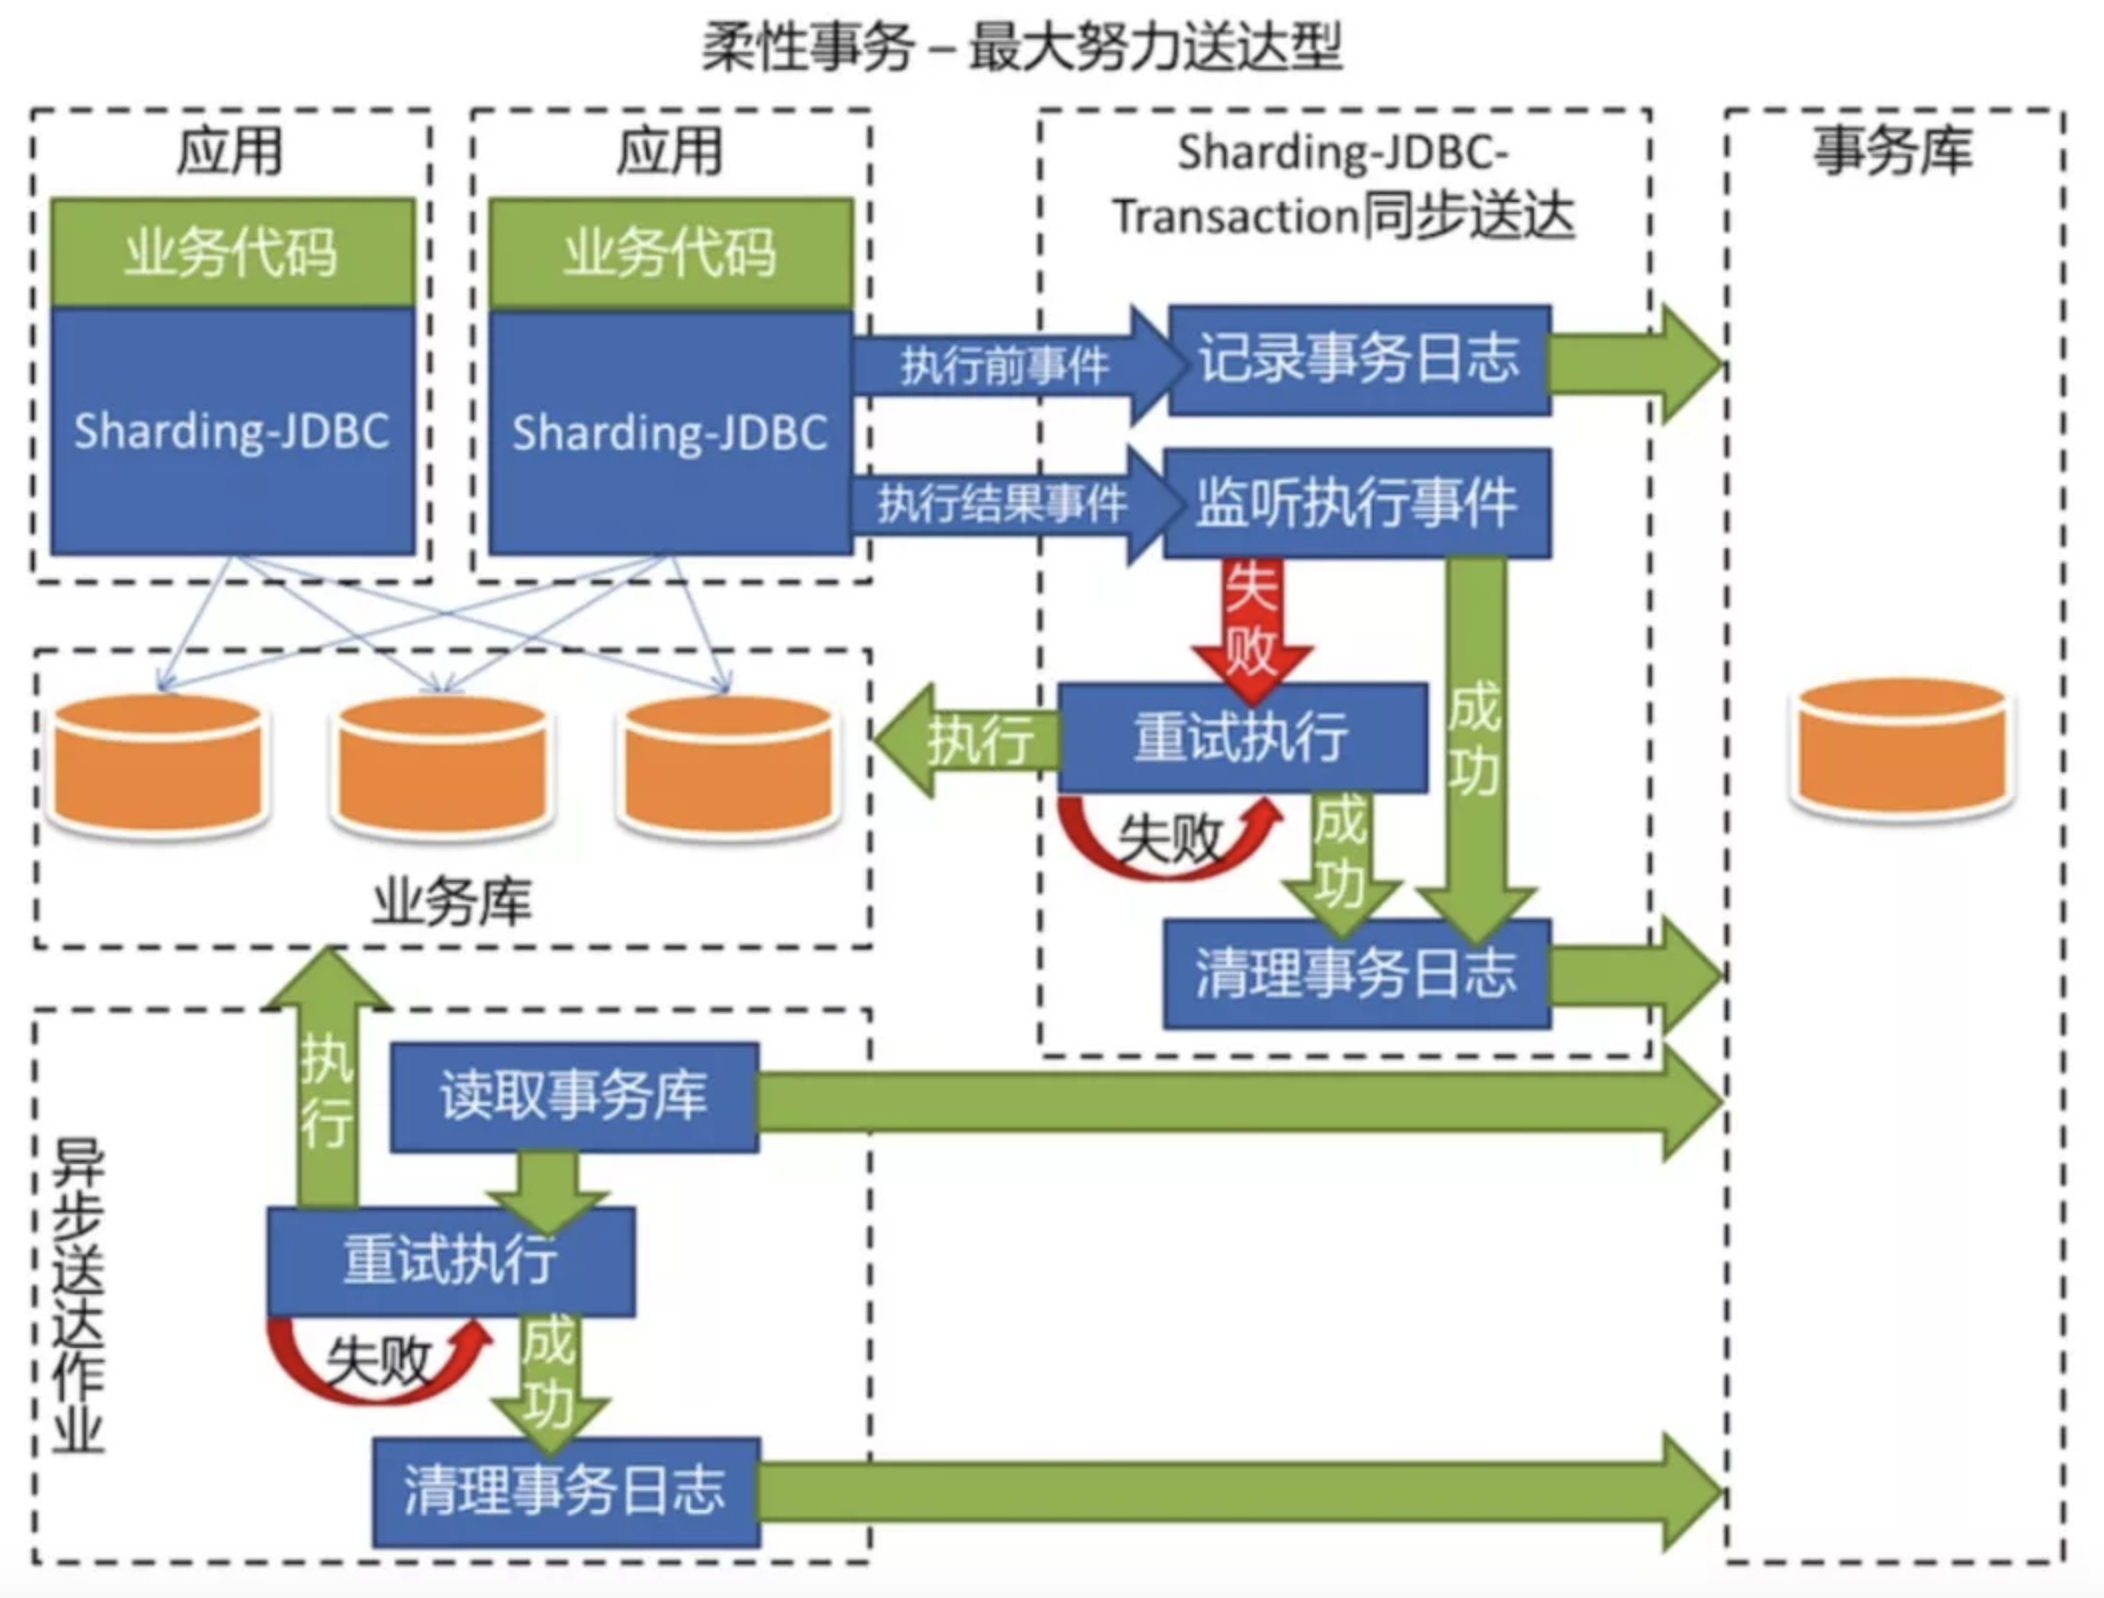 柔性事务 – 最大努力送达型
应用
业务代码
Sharding-JDBC
应用
业务代码
Sharding-JDBC
执行前事件
执行结果事件
Sharding-JDBC-
Transaction同步送达
记录事务日志
监听执行事件
失败
成功
重试执行
执行
失败
成功
清理事务日志
事务库
业务库
异步送达作业
执行
读取事务库
重试执行
失败
成功
清理事务日志